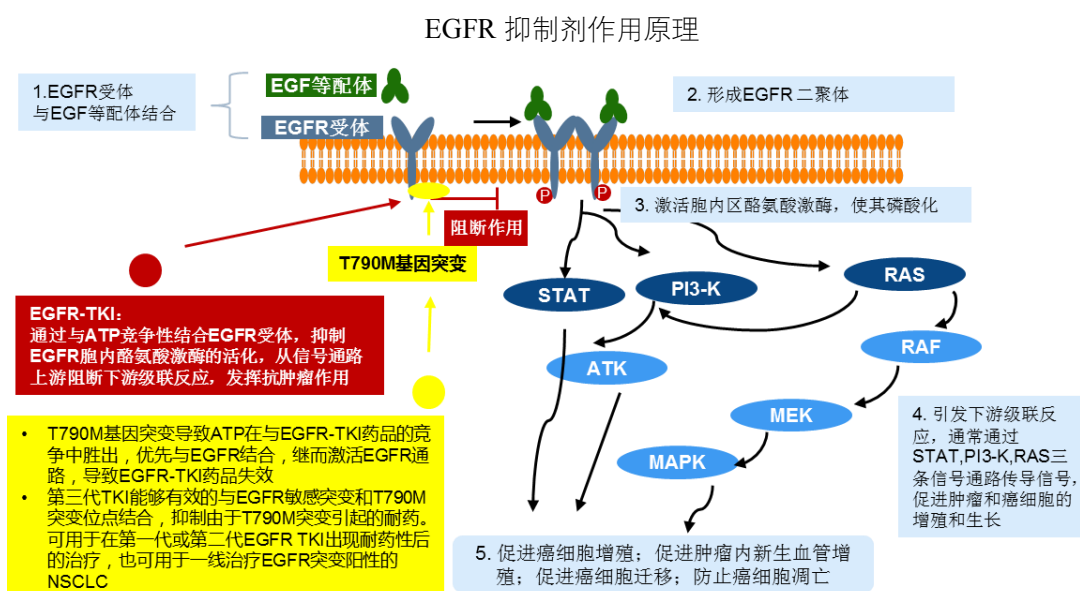 EGFR 抑制剂作用原理
1.EGFR受体
与EGF等配体结合
EGF等配体
EGFR受体
2. 形成EGFR 二聚体
P
P
3. 激活胞内区酪氨酸激酶，使其磷酸化
阻断作用
T790M基因突变
STAT
PI3-K
RAS
EGFR-TKI：
通过与ATP竞争性结合EGFR受体，抑制
EGFR胞内酪氨酸激酶的活化，从信号通路
上游阻断下游级联反应，发挥抗肿瘤作用
RAF
ATK
MEK
MAPK
4. 引发下游级联反
应，通常通过
STAT,PI3-K,RAS三
条信号通路传导信号，
促进肿瘤和癌细胞的
增殖和生长
• T790M基因突变导致ATP在与EGFR-TKI药品的竞
争中胜出，优先与EGFR结合，继而激活EGFR通
路，导致EGFR-TKI药品失效
• 第三代TKI能够有效的与EGFR敏感突变和T790M
突变位点结合，抑制由于T790M突变引起的耐药。
可用于在第一代或第二代EGFR TKI出现耐药性后
的治疗，也可用于一线治疗EGFR突变阳性的
NSCLC
5. 促进癌细胞增殖；促进肿瘤内新生血管增
殖；促进癌细胞迁移；防止癌细胞凋亡